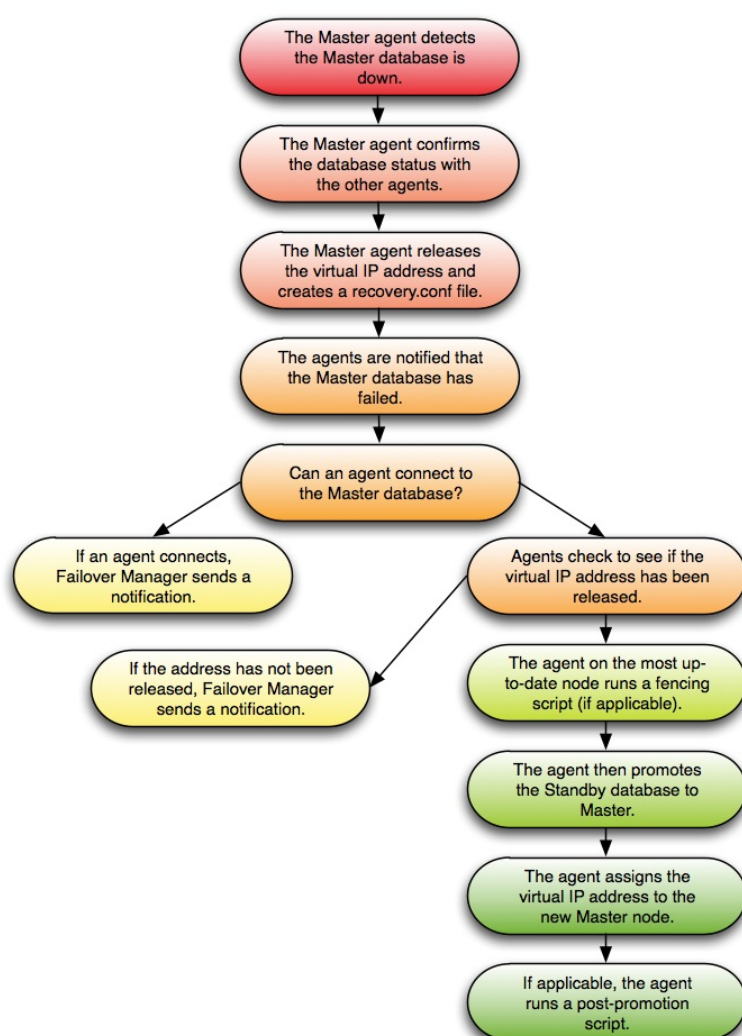 The Master agent detects
the Master database is
down.
The Master agent confirms
the database status with
the other agents.
The Master agent releases
the virtual IP address and
creates a recovery.conf file.
The agents are notified that
the Master database has
failed.
Can an agent connect to
the Master database?
If an agent connects,
Failover Manager sends a
notification.
Agents check to see if the
virtual IP address has been
released.
If the address has not been
released, Failover Manager
sends a notification.
The agent on the most up-
to-date node runs a fencing
script (if applicable).
The agent then promotes
the Standby database to
Master.
The agent assigns the
virtual IP address to the
new Master node.
If applicable, the agent
runs a post-promotion
script.